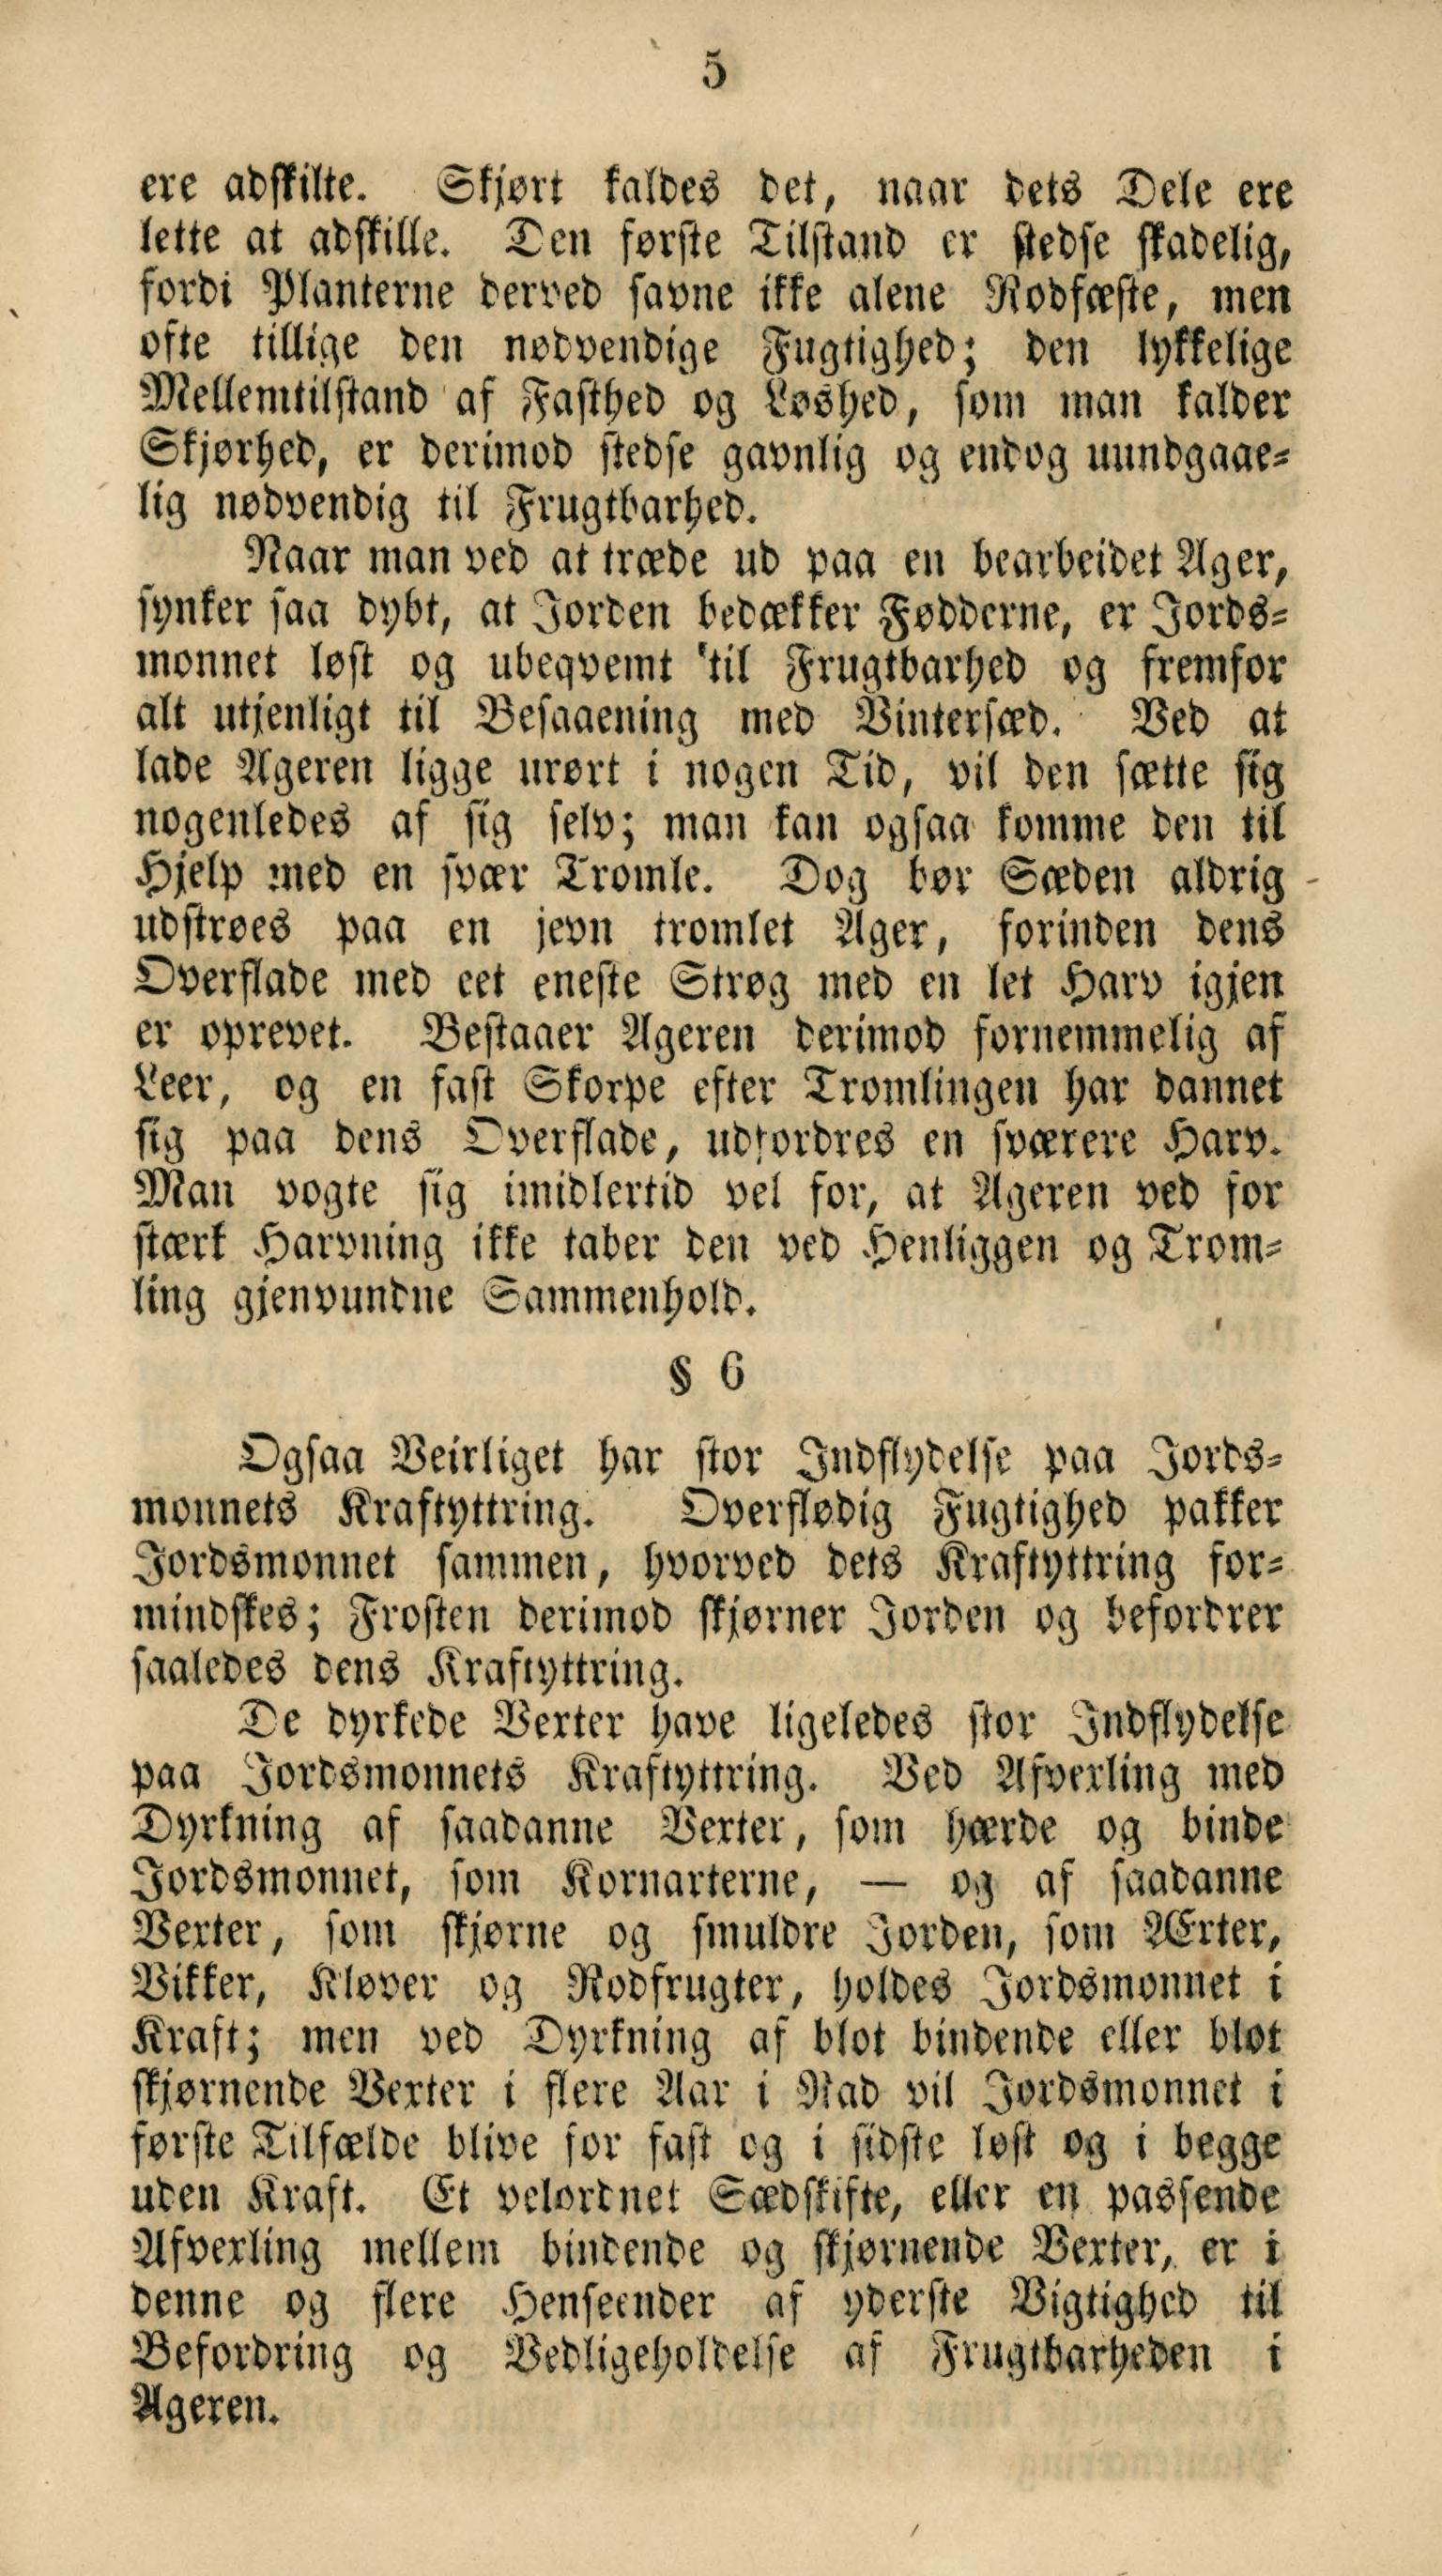 5
ere adskilte. Skjørt kaldes det, naar dets Dele ere
lette at adskille. Den første Tilstand er stedse skadelig,
fordi Planterne derved savne ikke alene Rodfæste, men
ofte tillige den nødvendige Fugtighed; den lykkelige
Mellemtilstand af Fasthed og Løshed, som man kalder
Skjørhed, er derimod stedse gavnlig og endog uundgaae-
lig nødvendig til Frugtbarhed.
Naar man ved at træde ud paa en bearbeidet Ager,
synker saa dybt, at Jorden bedækker Fødderne, er Jords-
monnet løst og ubeqvemt til Frugtbarhed og fremfor
alt utjenligt til Besaaening med Vintersæd. Ved at
lade Ageren ligge urørt i nogen Tid, vil den sætte sig
nogenledes af sig selv; man kan ogsaa komme den til
Hjelp med en svær Tromle. Dog bør Sæden aldrig
udstrøes paa en jevn tromlet Ager, forinden dens
Overflade med eet eneste Strøg med en let Harv igjen
er oprevet. Bestaaer Ageren derimod fornemmelig af
Leer, og en fast Skorpe efter Tromlingen har dannet
sig paa dens Overflade, udfordres en sværere Harv.
Man vogte sig imidlertid vel for, at Ageren ved for
stærk Harvning ikke taber den ved Henliggen og Trom-
ling gjenvundne Sammenhold.
§ 6
Ogsaa Veirliget har stor Indflydelse paa Jords-
monnets Kraftyttring. Overflødig Fugtighed pakker
Jordsmonnet sammen, hvorved dets Kraftyttring for-
mindskes; Frosten derimod skjørner Jorden og befordrer
saaledes dens Kraftyttring.
De dyrkede Vexter have ligeledes stor Indflydelse
paa Jordsmonnets Kraftyttring. Ved Afvexling med
Dyrkning af saadanne Vexter, som hærde og binde
Jordsmonnet, som Kornarterne, — og af saadanne
Vexter, som skjørne og smuldre Jorden, som Ærter,
Vikker, Kløver og Rodfrugter, holdes Jordsmonnet i
Kraft; men ved Dyrkning af blot bindende eller blot
skjørnende Vexter i flere Aar i Rad vil Jordsmonnet i
første Tilfælde blive for fast og i sidste løst og i begge
uden Kraft. Et velordnet Sædskifte, eller en passende
Afvexling mellem bindende og skjørnende Vexter, er i
denne og flere Henseender af yderste Vigtighed til
Befordring og Vedligeholdelse af Frugtbarheden i
Ageren.